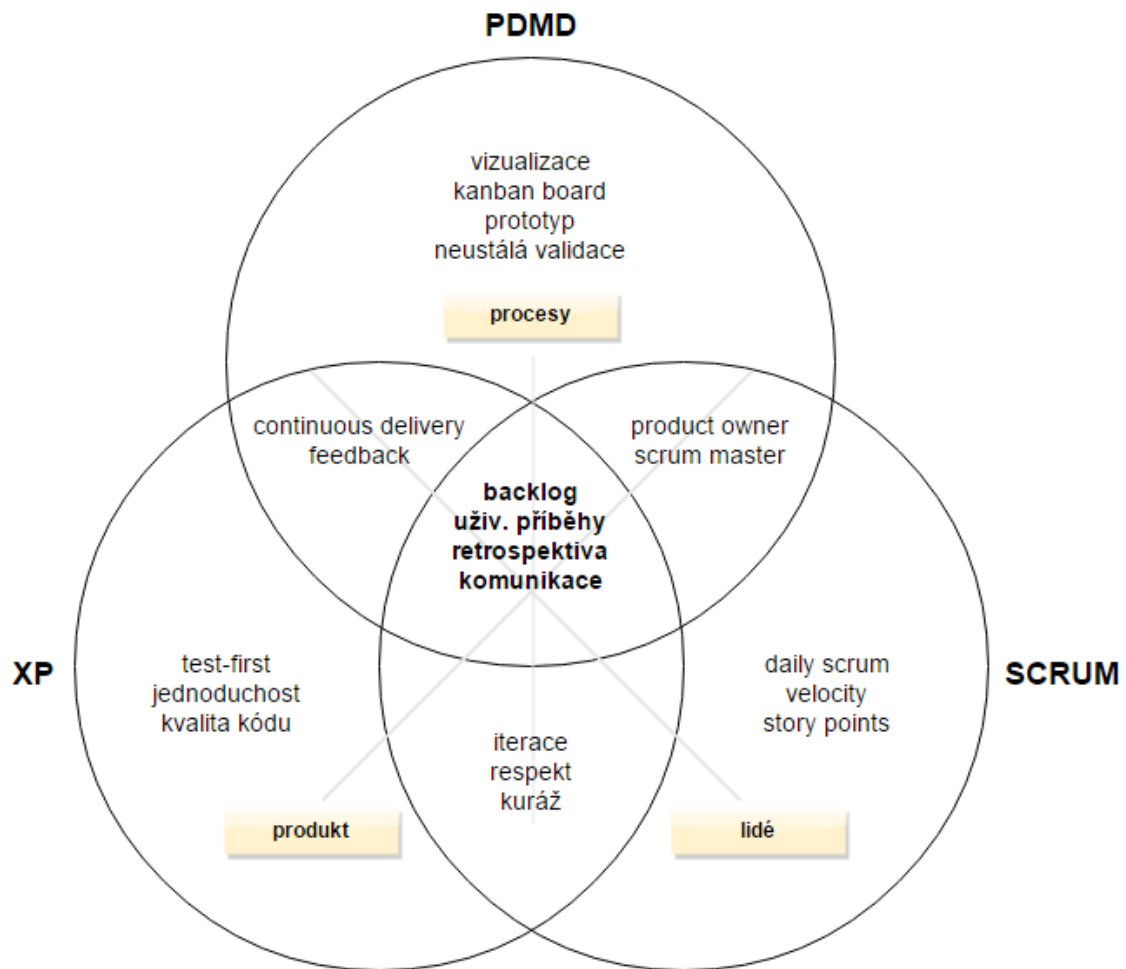 PDMD
vizualizace
kanban board
prototyp
neustálá validace
procesy
continuous delivery
feedback
product owner
scrum master
backlog
uživ. příběhy
retrospektiva
komunikace
XP
test-first
jednoduchost
kvalita kódu
daily scrum
velocity
story points
SCRUM
iterace
respekt
kuráž
produkt
lidé